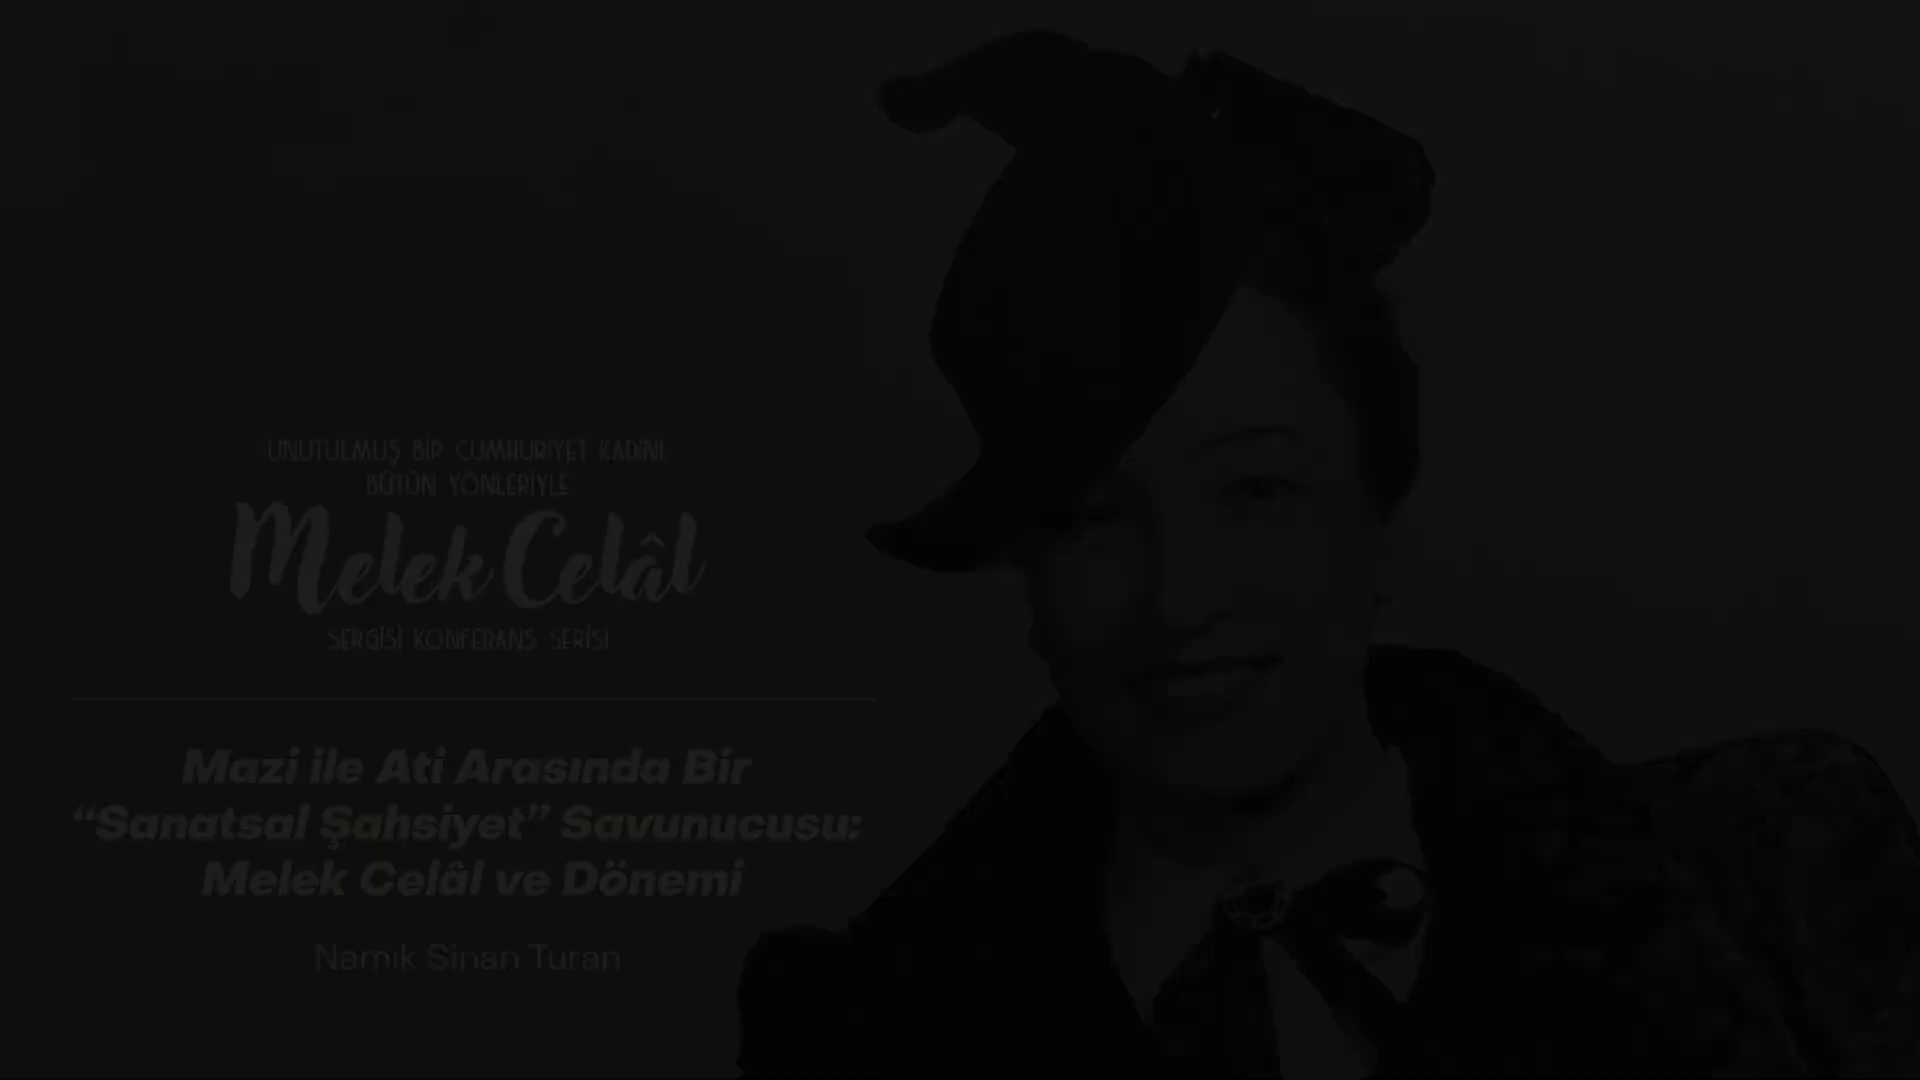 UNUTULMUŞ BİR CUMHURİYET KADINI
BÜTÜN YÖNLERİYLE
Melek Celâl
SERGİSİ KONFERANS SERİSİ
Mazi ile Ati Arasında Bir
“Sanatsal Şahsiyet” Savunucusu:
Melek Celâl ve Dönemi
Namık Sinan Turan